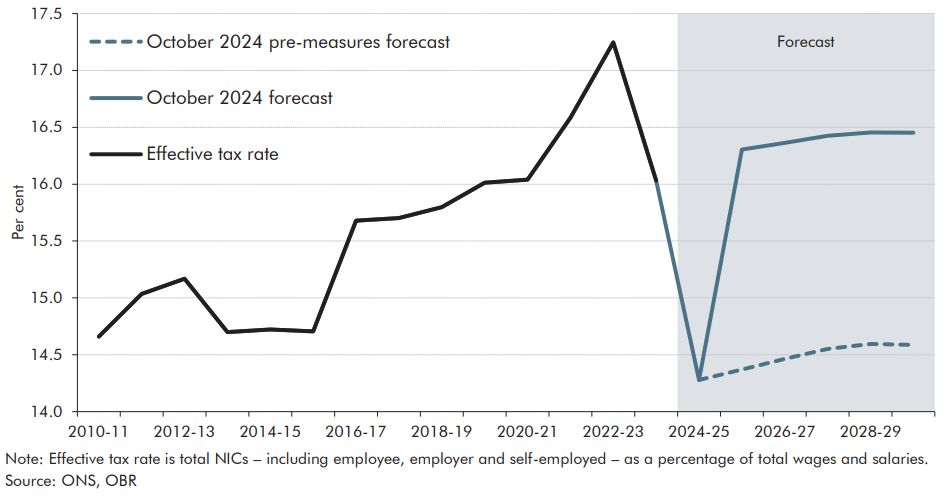 17.5
17.0
16.5
16.0
15.5
15.0
14.5
14.0
Per cent
October 2024 pre-measures forecast
October 2024 forecast
Effective tax rate
Forecast
2010-11 2012-13 2014-15 2016-17 2018-19 2020-21 2022-23 2024-25 2026-27 2028-29
Note: Effective tax rate is total NICs – including employee, employer and self-employed – as a percentage of total wages and salaries.
Source: ONS, OBR